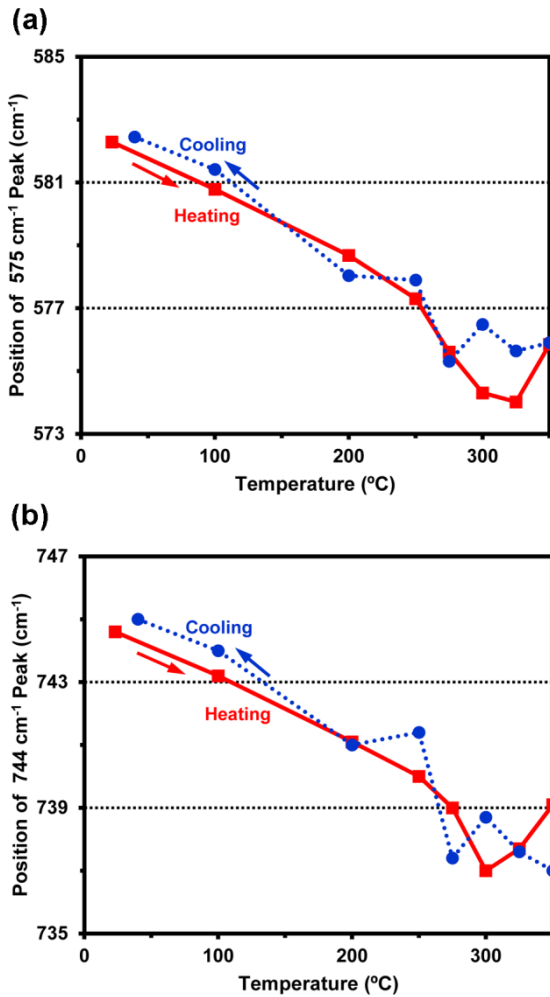 (a)
585
581
577
573
Position of 575 cm⁻¹ Peak (cm⁻¹)
Cooling
Heating
0 100 200 300
Temperature (ºC)
(b)
747
743
739
735
Position of 744 cm⁻¹ Peak (cm⁻¹)
Cooling
Heating
0 100 200 300
Temperature (ºC)